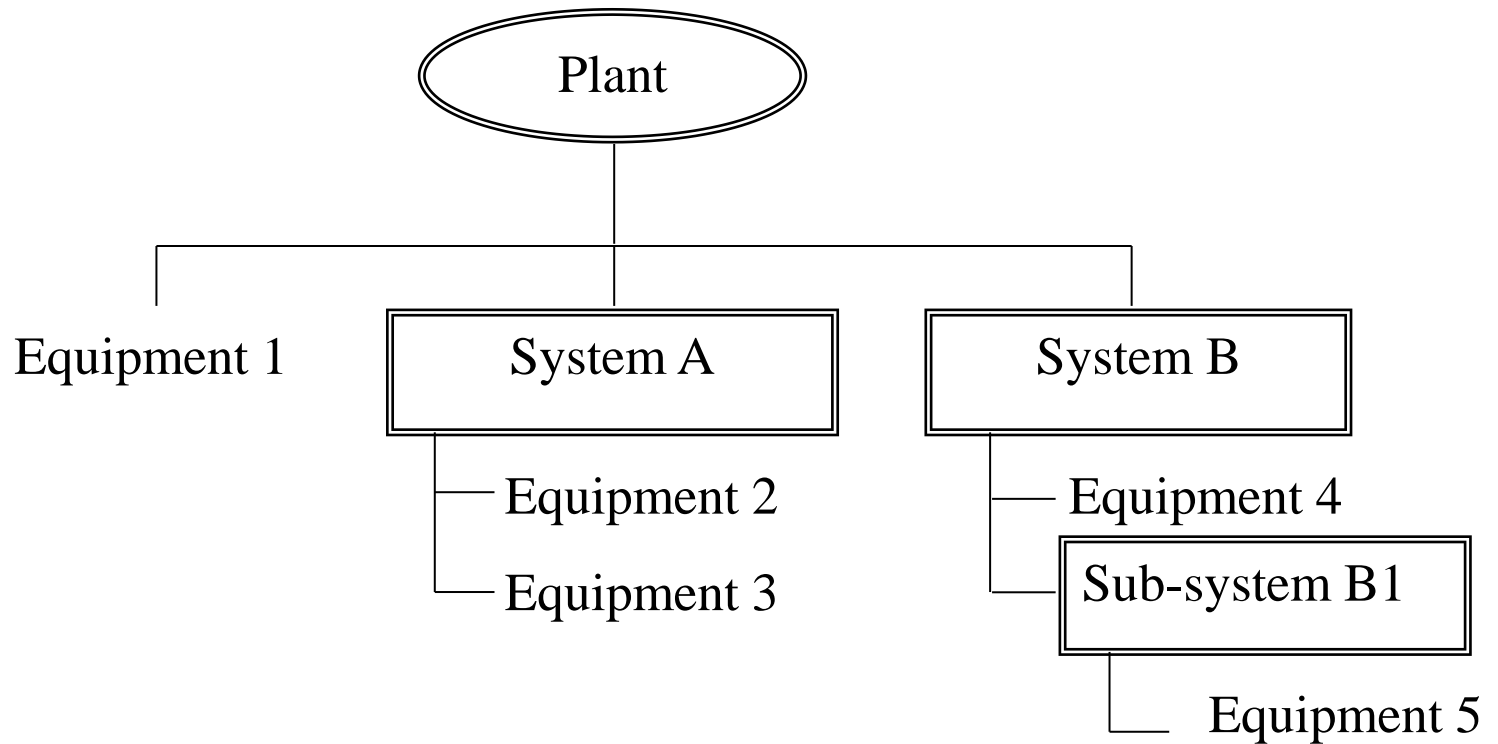 Plant
Equipment 1
System A
System B
Equipment 2
Equipment 3
Equipment 4
Sub-system B1
Equipment 5